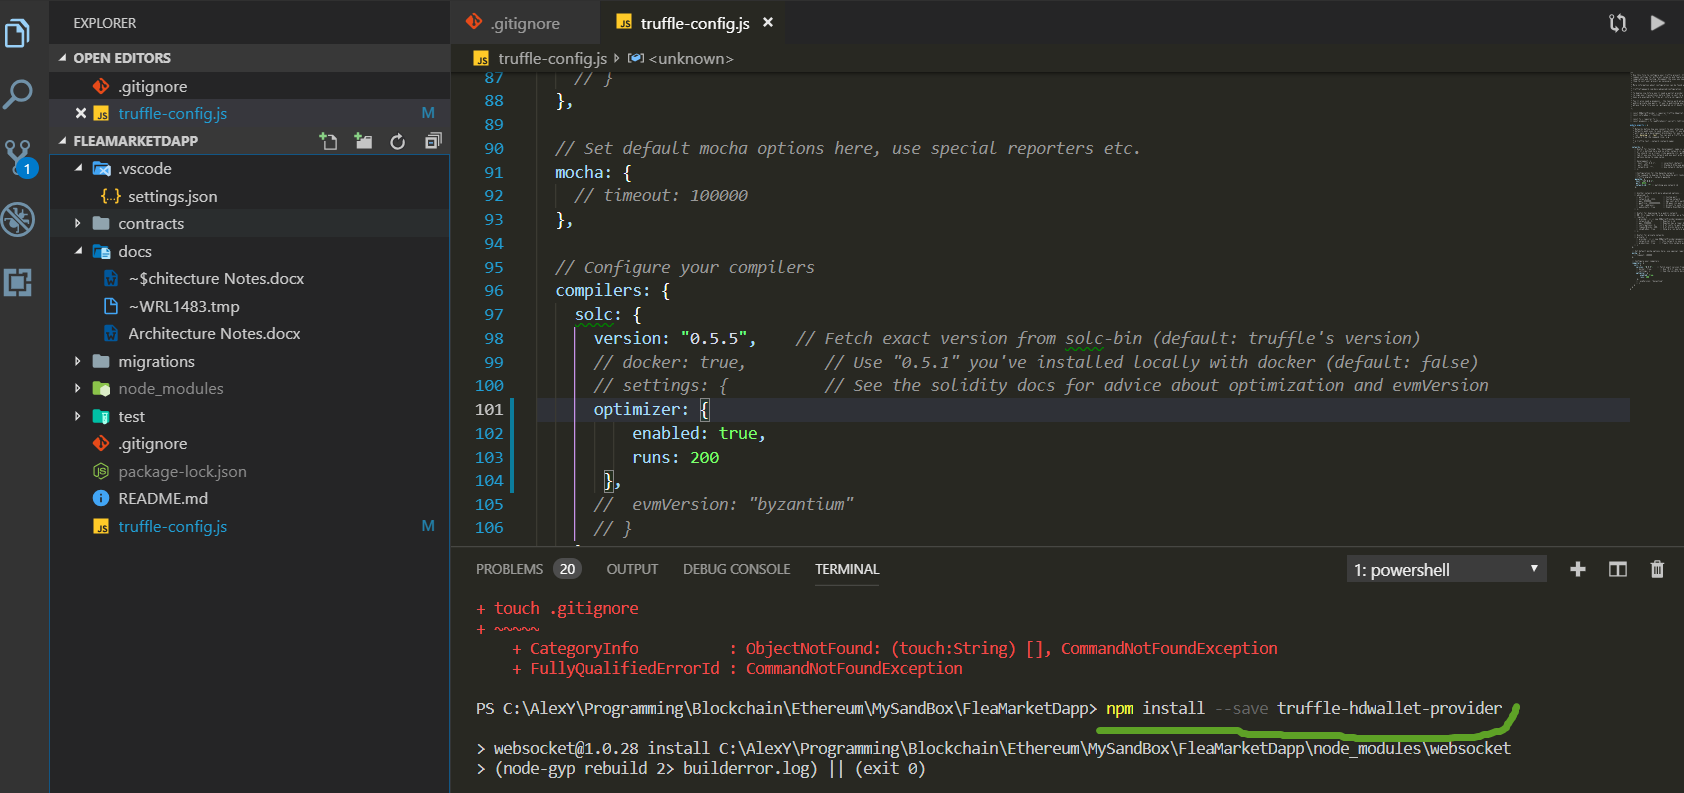 EXPLORER
OPEN EDITORS
.gitignore
truffle-config.js M
FLEAMARKETDAPP
.vscode
{..} settings.json
contracts
docs
~$chitecture Notes.docx
~WRL1483.tmp
Architecture Notes.docx
migrations
node_modules
test
.gitignore
package-lock.json
README.md
truffle-config.js M
1
.gitignore
JS truffle-config.js ×
JS truffle-config.js <unknown>
87 // }
88 },
89
90 // Set default mocha options here, use special reporters etc.
91 mocha: {
92 // timeout: 100000
93 },
94
95 // Configure your compilers
96 compilers: {
97 solc: {
98 version: "0.5.5", // Fetch exact version from solc-bin (default: truffle's version)
99 // docker: true, // Use "0.5.1" you've installed locally with docker (default: false)
100 // settings: { // See the solidity docs for advice about optimization and evmVersion
101 optimizer: {
102 enabled: true,
103 runs: 200
104 },
105 // evmVersion: "byzantium"
106 // }
PROBLEMS 20 OUTPUT DEBUG CONSOLE TERMINAL 1: powershell
+ touch .gitignore
+ ~~~~~
+ CategoryInfo : ObjectNotFound: (touch:String) [], CommandNotFoundException
+ FullyQualifiedErrorId : CommandNotFoundException
PS C:\AlexY\Programming\Blockchain\Ethereum\MySandBox\FleaMarketDapp> npm install --save truffle-hdwallet-provider
> websocket@1.0.28 install C:\AlexY\Programming\Blockchain\Ethereum\MySandBox\FleaMarketDapp\node_modules\websocket
> (node-gyp rebuild 2> builderror.log) || (exit 0)